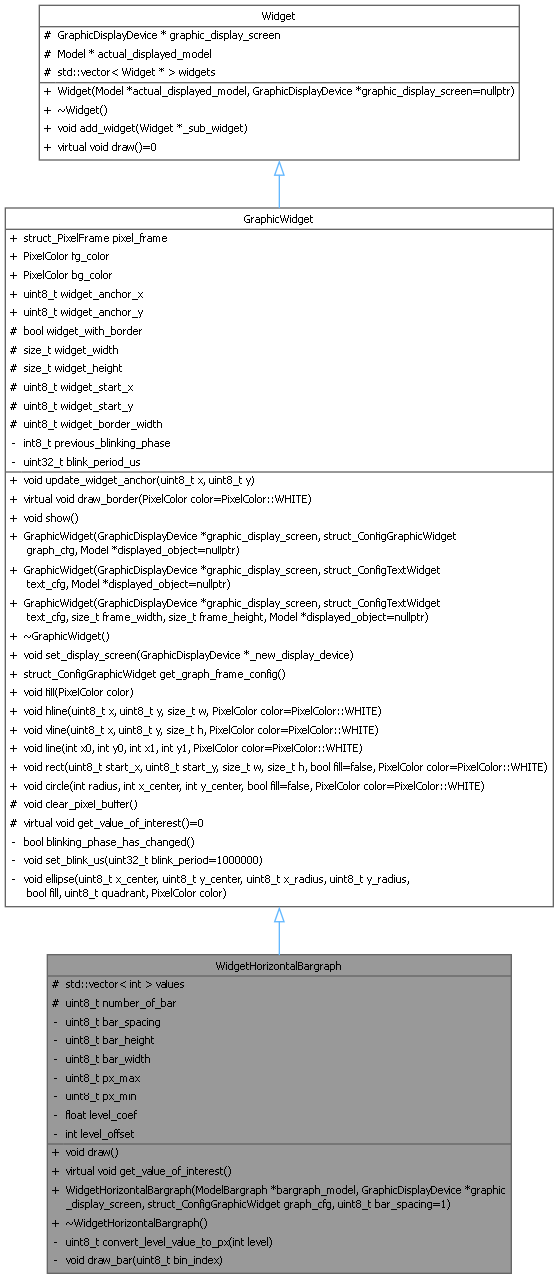 Widget
# GraphicDisplayDevice * graphic_display_screen
# Model * actual_displayed_model
# std::vector< Widget * > widgets
+ Widget(Model *actual_displayed_model, GraphicDisplayDevice *graphic_display_screen=nullptr)
+ ~Widget()
+ void add_widget(Widget *_sub_widget)
+ virtual void draw()=0
GraphicWidget
+ struct_PixelFrame pixel_frame
+ PixelColor fg_color
+ PixelColor bg_color
+ uint8_t widget_anchor_x
+ uint8_t widget_anchor_y
# bool widget_with_border
# size_t widget_width
# size_t widget_height
# uint8_t widget_start_x
# uint8_t widget_start_y
# uint8_t widget_border_width
- int8_t previous_blinking_phase
- uint32_t blink_period_us
+ void update_widget_anchor(uint8_t x, uint8_t y)
+ virtual void draw_border(PixelColor color=PixelColor::WHITE)
+ void show()
+ GraphicWidget(GraphicDisplayDevice *graphic_display_screen, struct_ConfigGraphicWidget
graph_cfg, Model *displayed_object=nullptr)
+ GraphicWidget(GraphicDisplayDevice *graphic_display_screen, struct_ConfigTextWidget
text_cfg, Model *displayed_object=nullptr)
+ GraphicWidget(GraphicDisplayDevice *graphic_display_screen, struct_ConfigTextWidget
text_cfg, size_t frame_width, size_t frame_height, Model *displayed_object=nullptr)
+ ~GraphicWidget()
+ void set_display_screen(GraphicDisplayDevice *_new_display_device)
+ struct_ConfigGraphicWidget get_graph_frame_config()
+ void fill(PixelColor color)
+ void hline(uint8_t x, uint8_t y, size_t w, PixelColor color=PixelColor::WHITE)
+ void vline(uint8_t x, uint8_t y, size_t h, PixelColor color=PixelColor::WHITE)
+ void line(int x0, int y0, int x1, int y1, PixelColor color=PixelColor::WHITE)
+ void rect(uint8_t start_x, uint8_t start_y, size_t w, size_t h, bool fill=false, PixelColor color=PixelColor::WHITE)
+ void circle(int radius, int x_center, int y_center, bool fill=false, PixelColor color=PixelColor::WHITE)
# void clear_pixel_buffer()
# virtual void get_value_of_interest()=0
- bool blinking_phase_has_changed()
- void set_blink_us(uint32_t blink_period=1000000)
- void ellipse(uint8_t x_center, uint8_t y_center, uint8_t x_radius, uint8_t y_radius,
bool fill, uint8_t quadrant, PixelColor color)
WidgetHorizontalBargraph
# std::vector< int > values
# uint8_t number_of_bar
- uint8_t bar_spacing
- uint8_t bar_height
- uint8_t bar_width
- uint8_t px_max
- uint8_t px_min
- float level_coef
- int level_offset
+ void draw()
+ virtual void get_value_of_interest()
+ WidgetHorizontalBargraph(ModelBargraph *bargraph_model, GraphicDisplayDevice *graphic
_display_screen, struct_ConfigGraphicWidget graph_cfg, uint8_t bar_spacing=1)
+ ~WidgetHorizontalBargraph()
- uint8_t convert_level_value_to_px(int level)
- void draw_bar(uint8_t bin_index)